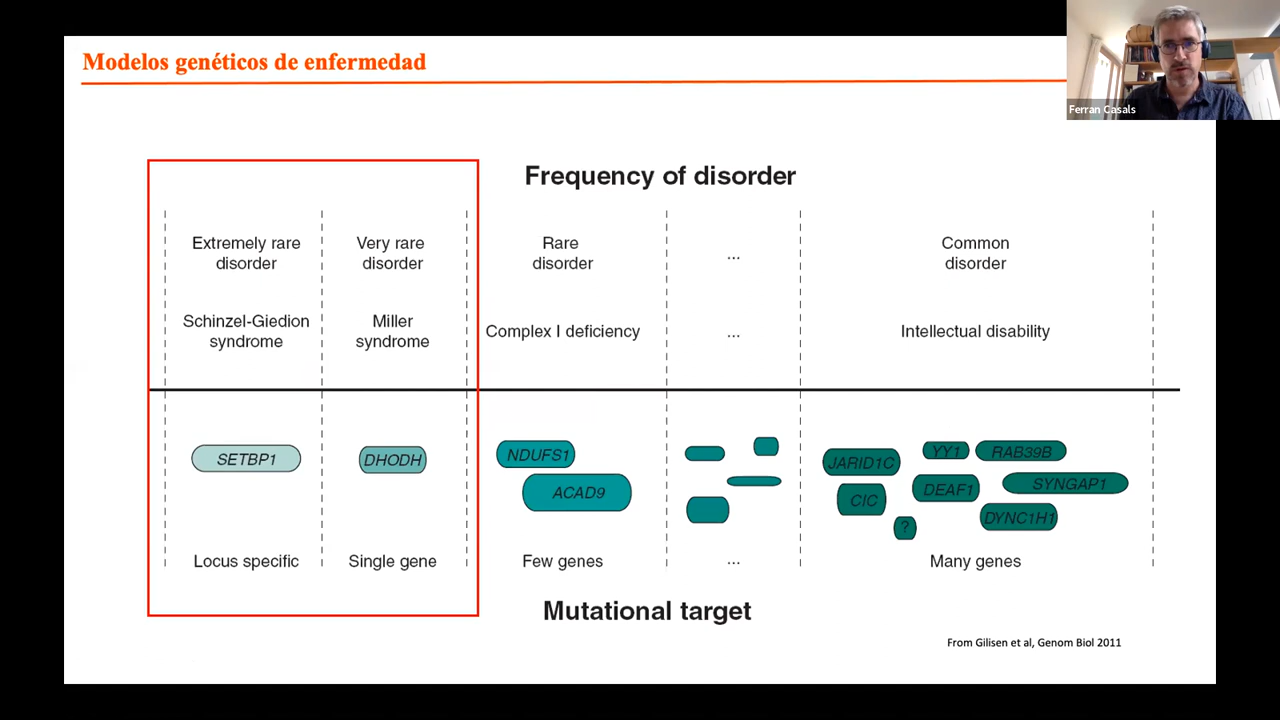 Modelos genéticos de enfermedad
Ferran Casals
Frequency of disorder
Extremely rare
disorder
Very rare
disorder
Rare
disorder
...
Common
disorder
Schinzel-Giedion
syndrome
Miller
syndrome
Complex I deficiency
...
Intellectual disability
SETBP1
DHODH
NDUFS1
ACAD9
JARID1C
YY1
RAB39B
CIC
DEAF1
SYNGAP1
?
DYNC1H1
Locus specific
Single gene
Few genes
...
Many genes
Mutational target
From Gilisen et al, Genom Biol 2011